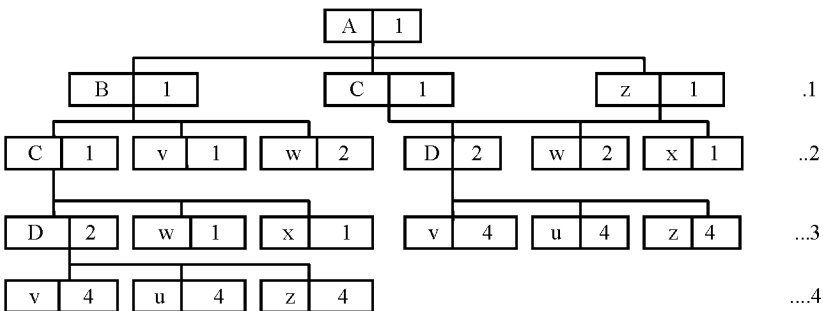 A 1
B 1 C 1 z 1 .1
C 1 v 1 w 2 D 2 w 2 x 1 ..2
D 2 w 1 x 1 v 4 u 4 z 4 ...3
v 4 u 4 z 4 ....4